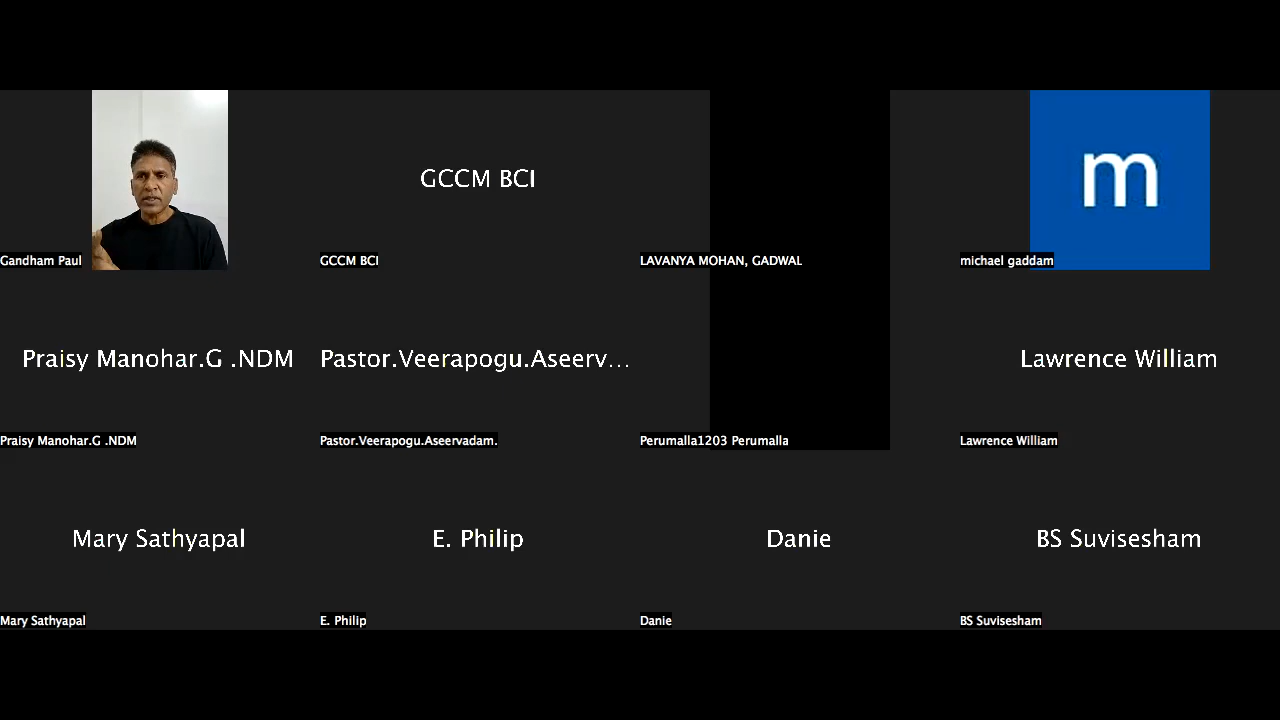 GCCM BCI
m
Gandham Paul
GCCM BCI
LAVANYA MOHAN, GADWAL
michael gaddam
Praisy Manohar.G .NDM
Pastor.Veerapogu.Aseerv...
Lawrence William
Praisy Manohar.G .NDM
Pastor.Veerapogu.Aseervadam.
Perumalla1203 Perumalla
Lawrence William
Mary Sathyapal
E. Philip
Danie
BS Suvisesham
Mary Sathyapal
E. Philip
Danie
BS Suvisesham